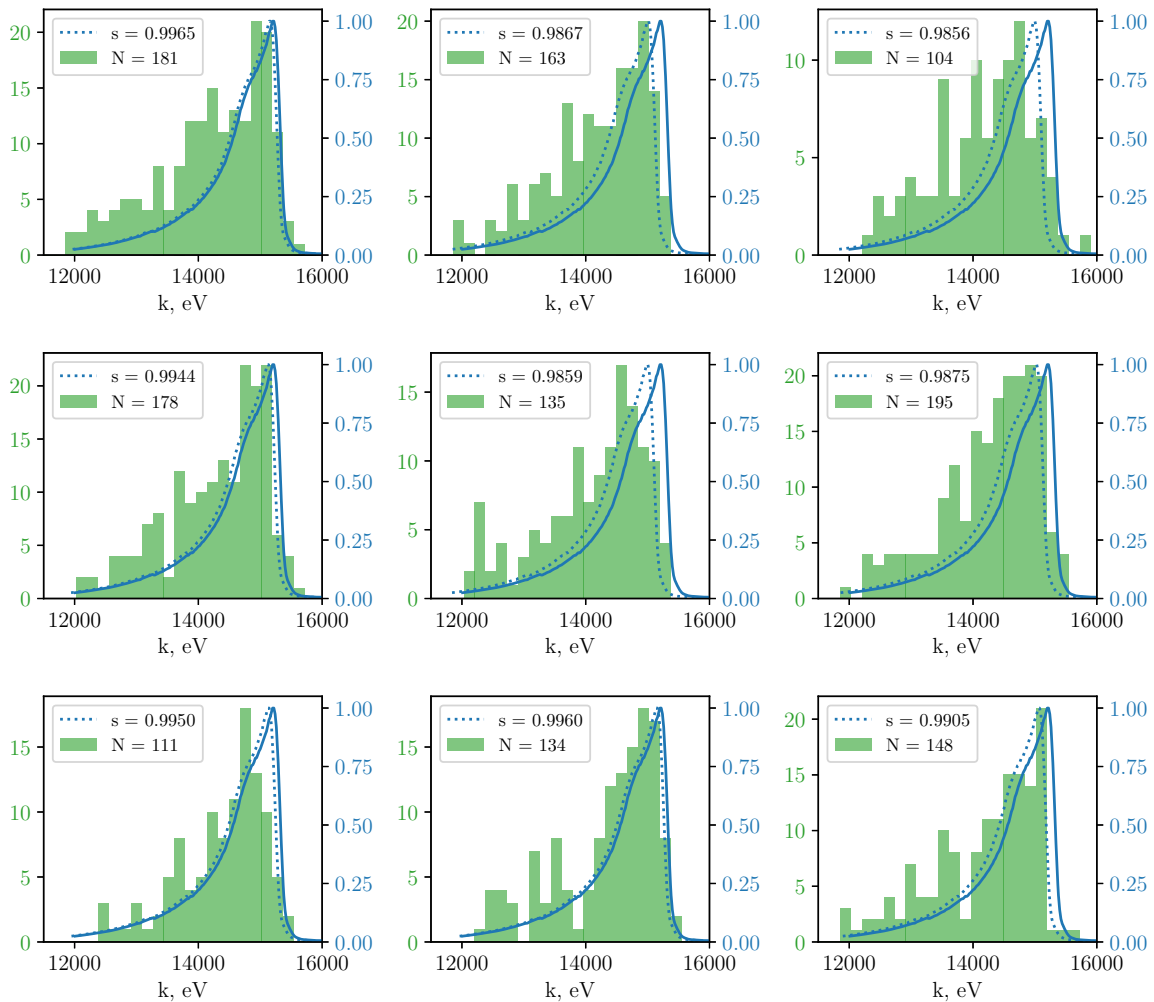 s = 0.9965
N = 181
0
5
10
15
20
0.00
0.25
0.50
0.75
1.00
12000 14000 16000
k, eV
s = 0.9867
N = 163
0
5
10
15
20
0.00
0.25
0.50
0.75
1.00
12000 14000 16000
k, eV
s = 0.9856
N = 104
0
5
10
0.00
0.25
0.50
0.75
1.00
12000 14000 16000
k, eV
s = 0.9944
N = 178
0
5
10
15
20
0.00
0.25
0.50
0.75
1.00
12000 14000 16000
k, eV
s = 0.9859
N = 135
0
5
10
15
0.00
0.25
0.50
0.75
1.00
12000 14000 16000
k, eV
s = 0.9875
N = 195
0
5
10
15
20
0.00
0.25
0.50
0.75
1.00
12000 14000 16000
k, eV
s = 0.9950
N = 111
0
5
10
15
0.00
0.25
0.50
0.75
1.00
12000 14000 16000
k, eV
s = 0.9960
N = 134
0
5
10
15
0.00
0.25
0.50
0.75
1.00
12000 14000 16000
k, eV
s = 0.9905
N = 148
0
5
10
15
20
0.00
0.25
0.50
0.75
1.00
12000 14000 16000
k, eV